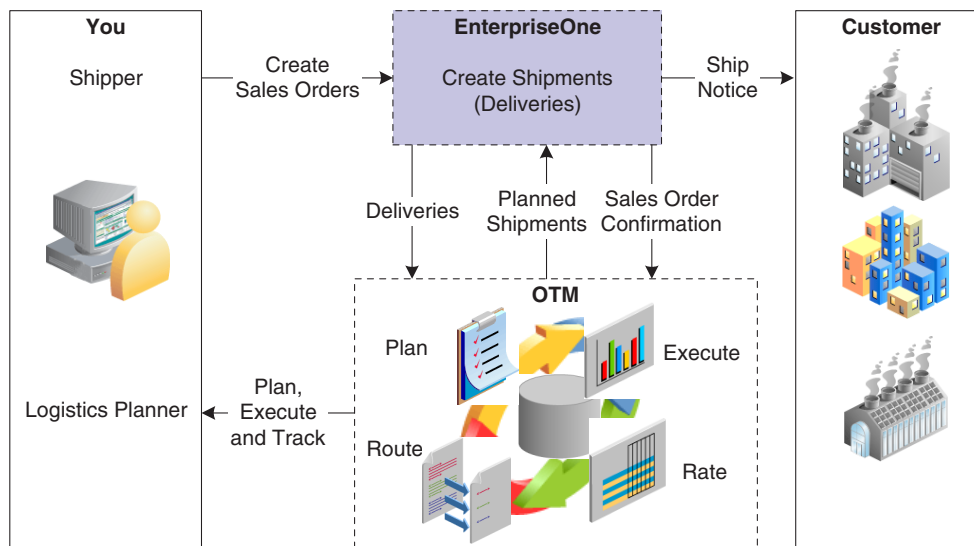 You
Shipper
Create
Sales Orders
EnterpriseOne
Create Shipments
(Deliveries)
Ship
Notice
Customer
Deliveries
Planned
Shipments
Sales Order
Confirmation
OTM
Plan
Execute
Route
Rate
Plan,
Execute
and Track
Logistics Planner